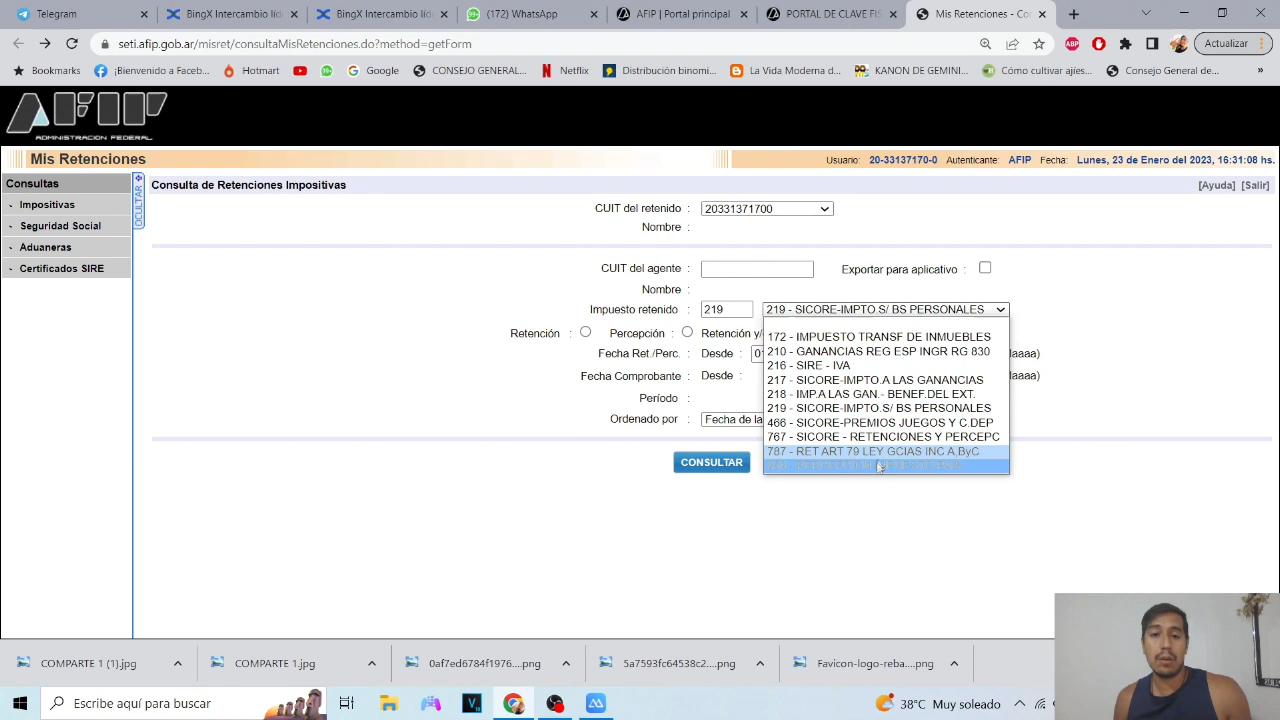 Telegram
BingX Intercambio líd
BingX Intercambio líd
(172) WhatsApp
AFIP | Portal principal
PORTAL DE CLAVE FIS
Mis Retenciones - Co
seti.afip.gob.ar/misret/consultaMisRetenciones.do?method=getForm
ABP
Actualizar
Bookmarks
¡Bienvenido a Faceb...
Hotmart
Google
CONSEJO GENERAL...
Netflix
Distribución binomi...
La Vida Moderna d...
KANON DE GEMINI...
Cómo cultivar ajíes...
Consejo General de...
»
AFIP
ADMINISTRACION FEDERAL
Mis Retenciones
Usuario: 20-33137170-0 Autenticante: AFIP Fecha: Lunes, 23 de Enero del 2023, 16:31:08 hs.
Consultas
Impositivas
Seguridad Social
Aduaneras
Certificados SIRE
OCULTAR
Consulta de Retenciones Impositivas
[Ayuda] [Salir]
CUIT del retenido : 20331371700
Nombre :
CUIT del agente :
Exportar para aplicativo :
Nombre :
Impuesto retenido : 219 219 - SICORE-IMPTO.S/ BS PERSONALES
172 - IMPUESTO TRANSF DE INMUEBLES
210 - GANANCIAS REG ESP INGR RG 830
216 - SIRE - IVA
217 - SICORE-IMPTO.A LAS GANANCIAS
218 - IMP.A LAS GAN.- BENEF.DEL EXT.
219 - SICORE-IMPTO.S/ BS PERSONALES
466 - SICORE-PREMIOS JUEGOS Y C.DEP
767 - SICORE - RETENCIONES Y PERCEPC
787 - RET ART 79 LEY GCIAS INC A,ByC
Retención : Percepción : Retención y/
Fecha Ret./Perc. : Desde : 0 aaaa)
Fecha Comprobante : Desde : aaaa)
Período :
Ordenado por : Fecha de la
CONSULTAR
COMPARTE 1 (1).jpg
COMPARTE 1.jpg
0af7ed6784f1976....png
5a7593fc64538c2....png
Favicon-logo-reba....png
Escribe aquí para buscar
38°C Muy soleado